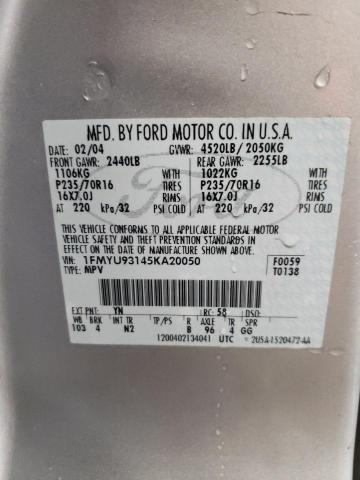 MFD. BY FORD MOTOR CO. IN U.S.A.
02/04 GVWR: 4520LB/ 2050KG
FRONT GAWR: 2440LB REAR GAWR: 2255LB
1106KG WITH 1022KG WITH
P235/70R16 TIRES P235/70R16 TIRES
16X7.0J RIMS 16X7.0J RIMS
AT 220 kPa/32 PSI COLD AT 220 kPa/32 PSI COLD
THIS VEHICLE CONFORMS TO ALL APPLICABLE FEDERAL MOTOR
VEHICLE SAFETY AND BUMPER AND THEFT PREVENTION STANDARDS IN
EFFECT ON THE DATE OF MANUFACTURE SHOWN ABOVE.
VIN: 1FMYU93145KA20050 F0059
TYPE: MPV T0138
EXT PNT: YN RC: 58 DSO:
WB BRK INT TR TP/PS R AXLE TR SPR
103 4 N2 B 96 4 GG
1200402134041 UTC
Ford